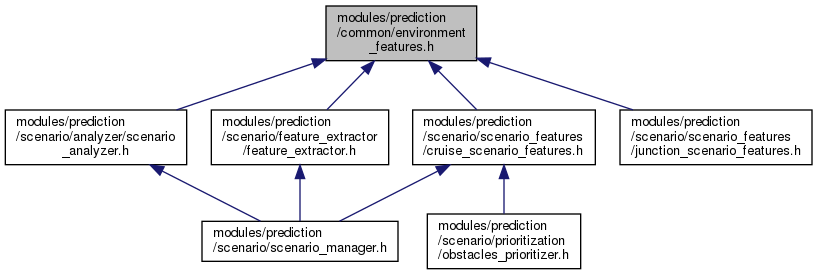 modules/prediction
/common/environment
_features.h
modules/prediction
/scenario/analyzer/scenario
_analyzer.h
modules/prediction
/scenario/feature_extractor
/feature_extractor.h
modules/prediction
/scenario/scenario_features
/cruise_scenario_features.h
modules/prediction
/scenario/scenario_features
/junction_scenario_features.h
modules/prediction
/scenario/scenario_manager.h
modules/prediction
/scenario/prioritization
/obstacles_prioritizer.h